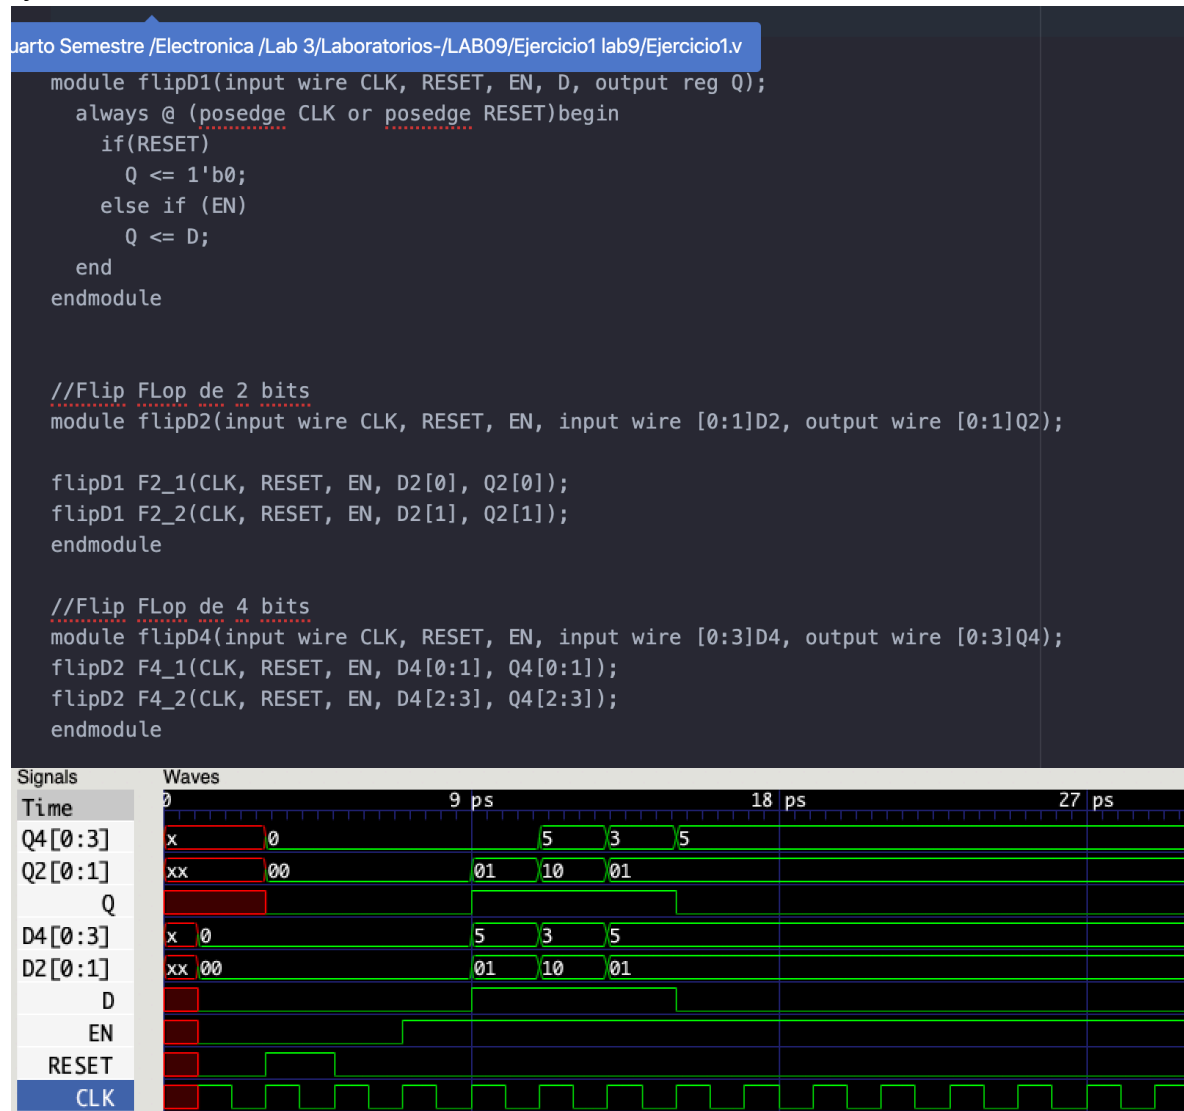 uarto Semestre /Electronica /Lab 3/Laboratorios-/LAB09/Ejercicio1 lab9/Ejercicio1.v
module flipD1(input wire CLK, RESET, EN, D, output reg Q);
always @ (posedge CLK or posedge RESET)begin
if(RESET)
Q <= 1'b0;
else if (EN)
Q <= D;
end
endmodule
//Flip FLop de 2 bits
module flipD2(input wire CLK, RESET, EN, input wire [0:1]D2, output wire [0:1]Q2);
flipD1 F2_1(CLK, RESET, EN, D2[0], Q2[0]);
flipD1 F2_2(CLK, RESET, EN, D2[1], Q2[1]);
endmodule
//Flip FLop de 4 bits
module flipD4(input wire CLK, RESET, EN, input wire [0:3]D4, output wire [0:3]Q4);
flipD2 F4_1(CLK, RESET, EN, D4[0:1], Q4[0:1]);
flipD2 F4_2(CLK, RESET, EN, D4[2:3], Q4[2:3]);
endmodule
Signals Waves
Time 0 9 ps 18 ps 27 ps
Q4[0:3] x 0 5 3 5
Q2[0:1] xx 00 01 10 01
Q
D4[0:3] x 0 5 3 5
D2[0:1] xx 00 01 10 01
D
EN
RESET
CLK